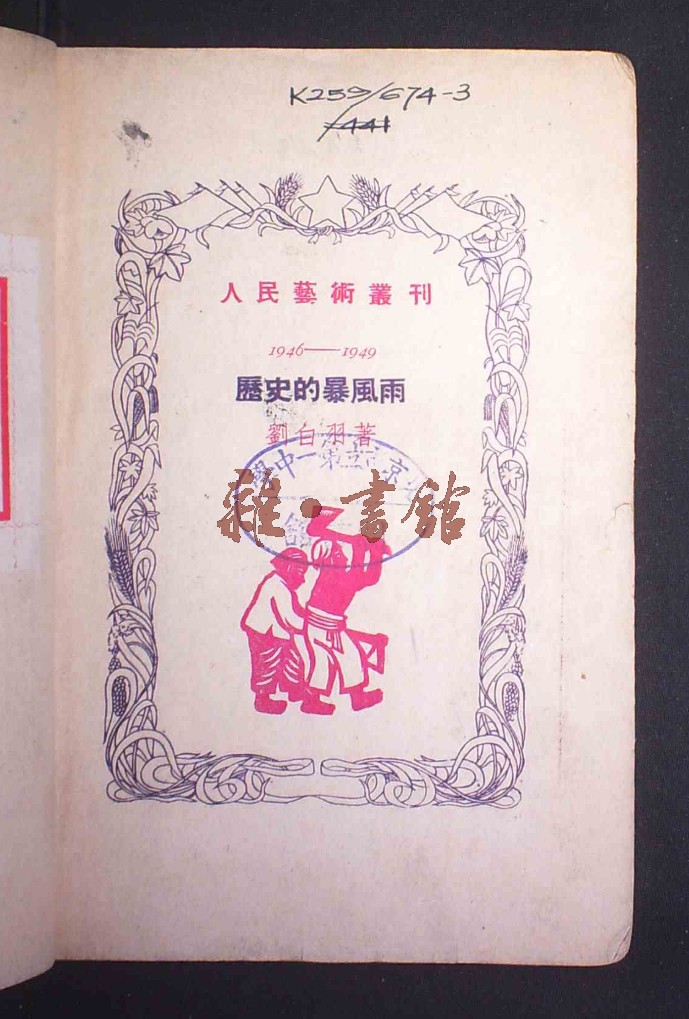 K259/674-3
/441
人民藝術叢刊
1946——1949
歷史的暴風雨
劉白羽著
雜·書館